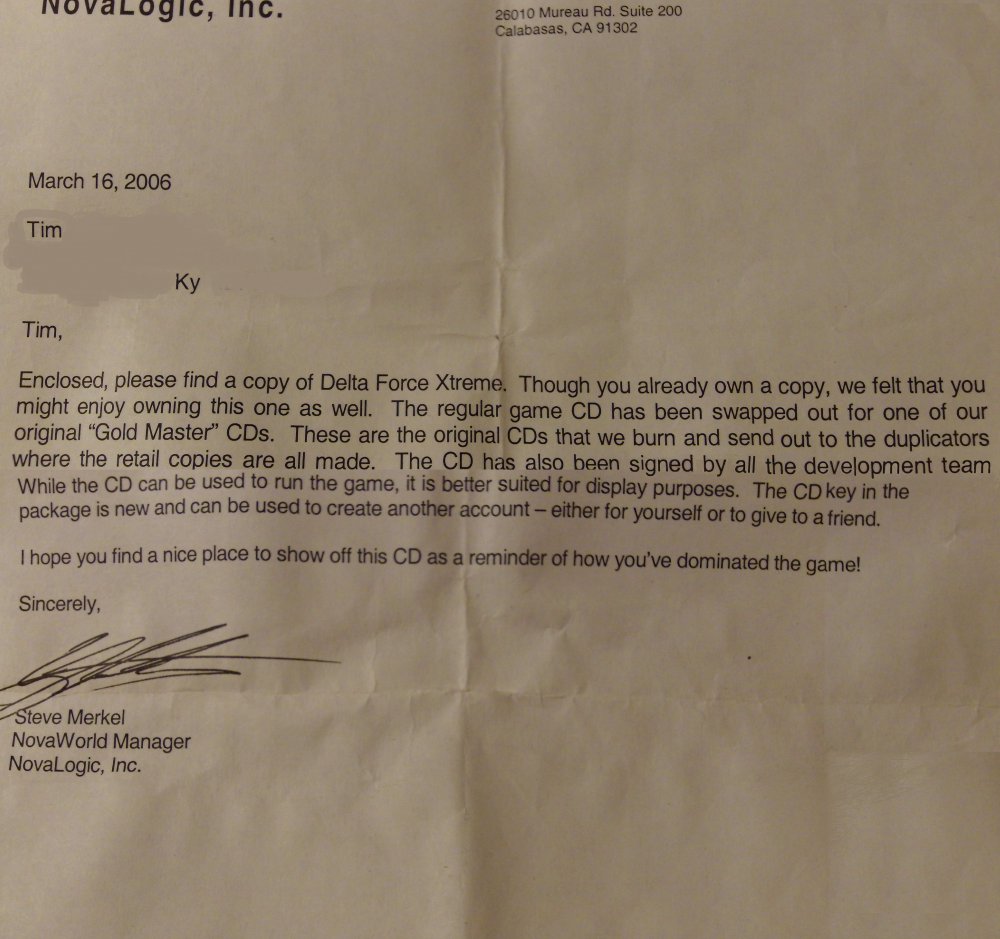 NovaLogic, Inc.
26010 Mureau Rd. Suite 200
Calabasas, CA 91302
March 16, 2006
Tim
Ky
Tim,
Enclosed, please find a copy of Delta Force Xtreme.  Though you already own a copy, we felt that you
might enjoy owning this one as well.  The regular game CD has been swapped out for one of our
original “Gold Master” CDs.  These are the original CDs that we burn and send out to the duplicators
where the retail copies are all made.  The CD has also been signed by all the development team
While the CD can be used to run the game, it is better suited for display purposes.  The CD key in the
package is new and can be used to create another account – either for yourself or to give to a friend.
I hope you find a nice place to show off this CD as a reminder of how you’ve dominated the game!
Sincerely,
Steve Merkel
NovaWorld Manager
NovaLogic, Inc.